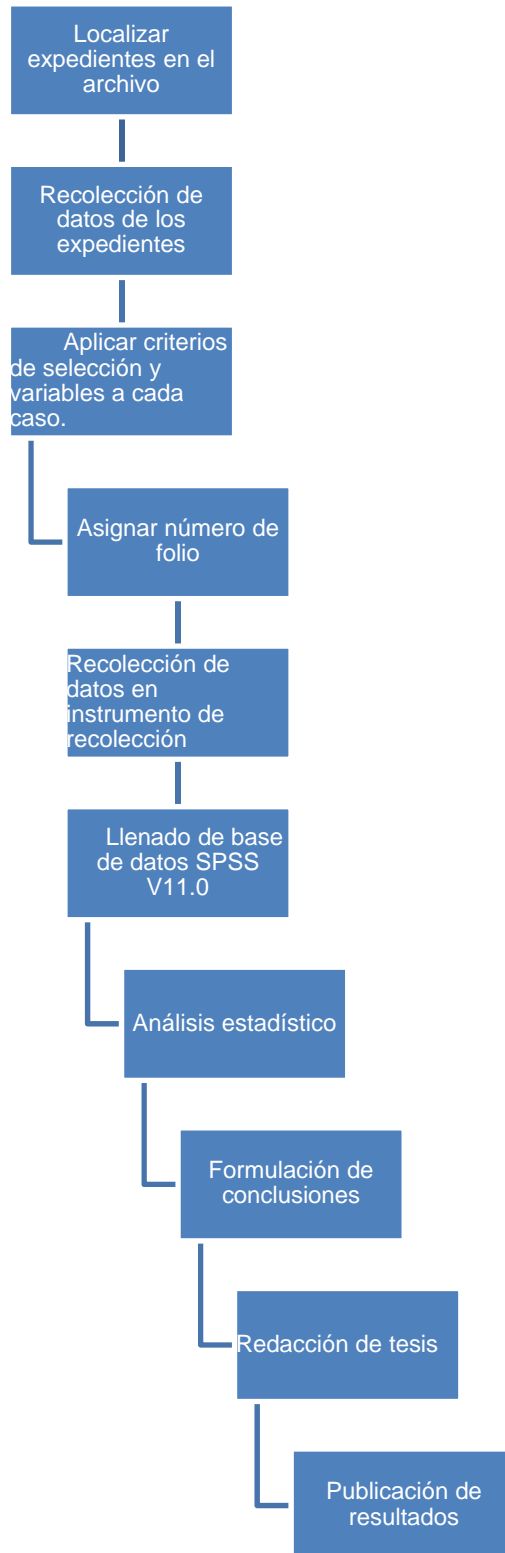 Localizar
expedientes en el
archivo
Recolección de
datos de los
expedientes
Aplicar criterios
de selección y
variables a cada
caso.
Asignar número de
folio
Recolección de
datos en
instrumento de
recolección
Llenado de base
de datos SPSS
V11.0
Análisis estadístico
Formulación de
conclusiones
Redacción de tesis
Publicación de
resultados